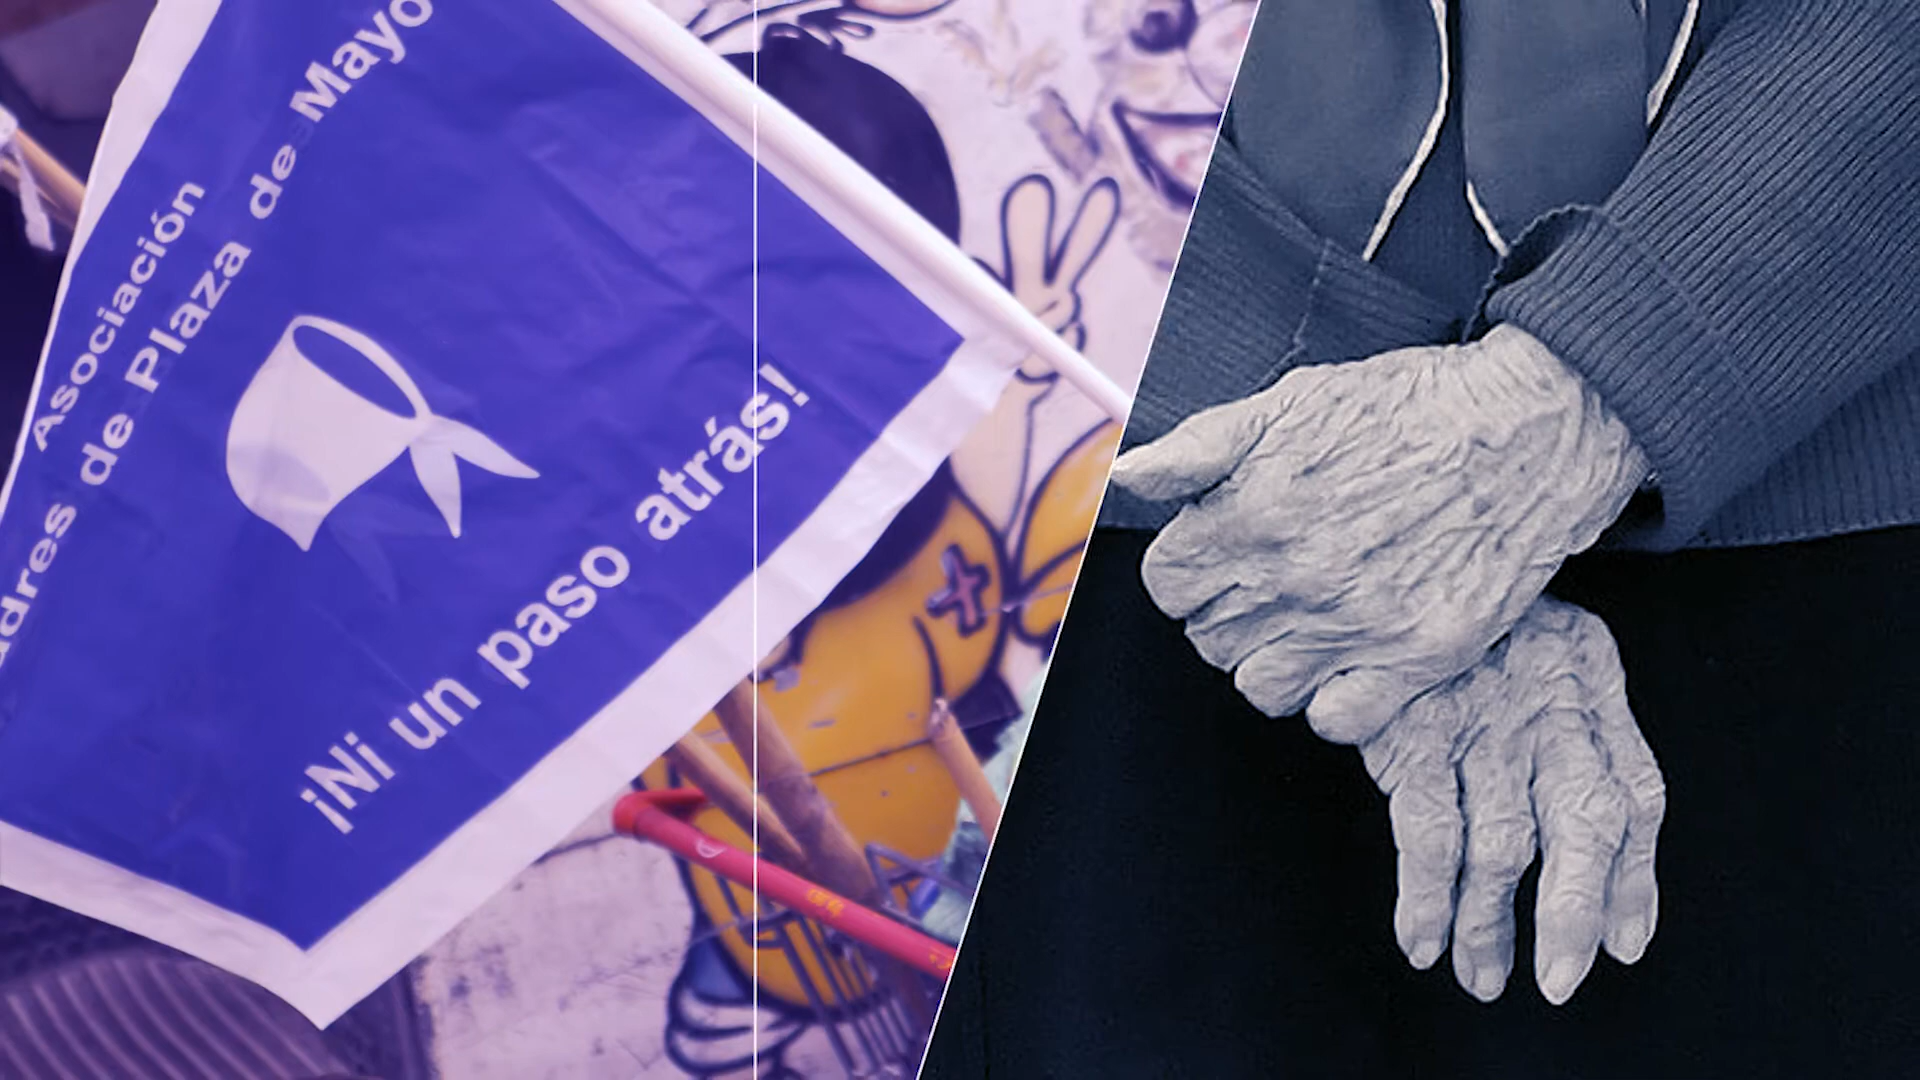 Asociación
adres de Plaza de Mayo
¡Ni un paso atrás!